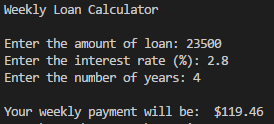 Weekly Loan Calculator
Enter the amount of loan: 23500
Enter the interest rate (%): 2.8
Enter the number of years: 4
Your weekly payment will be:  $119.46